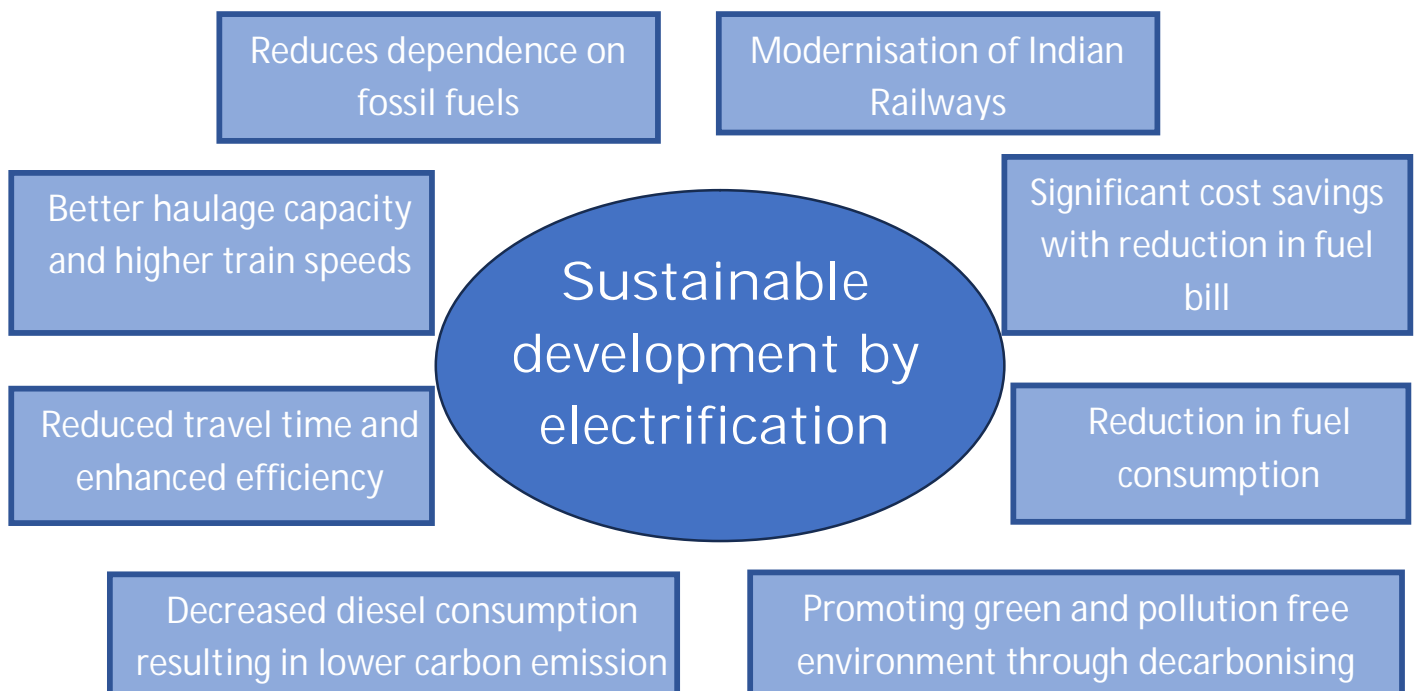 Reduces dependence on
fossil fuels
Modernisation of Indian
Railways
Better haulage capacity
and higher train speeds
Significant cost savings
with reduction in fuel
bill
Sustainable
development by
electrification
Reduced travel time and
enhanced efficiency
Reduction in fuel
consumption
Decreased diesel consumption
resulting in lower carbon emission
Promoting green and pollution free
environment through decarbonising